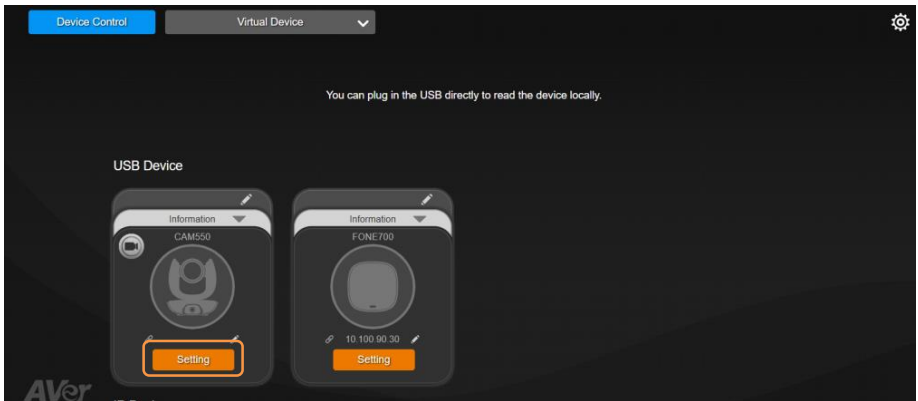 Device Control
Virtual Device
You can plug in the USB directly to read the device locally.
USB Device
Information
CAM550
Setting
Information
FONE700
10.100.90.30
Setting
AVer